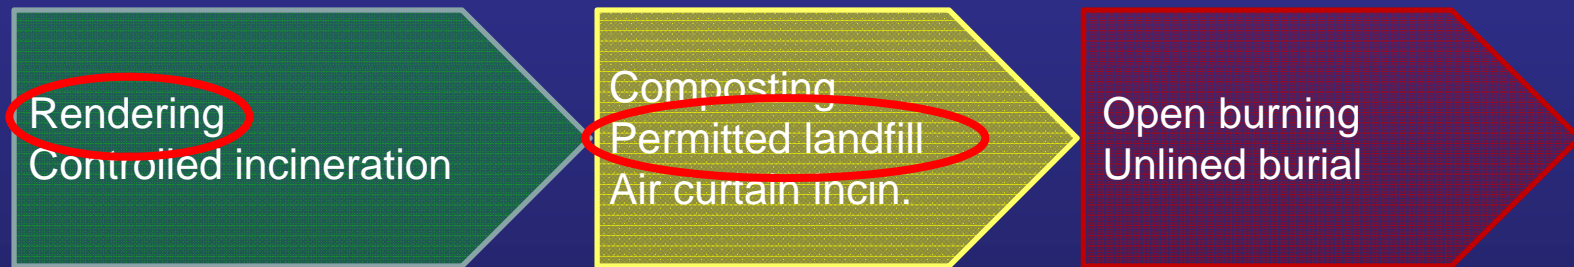 Rendering
Controlled incineration
Composting
Permitted landfill
Air curtain incin.
Open burning
Unlined burial